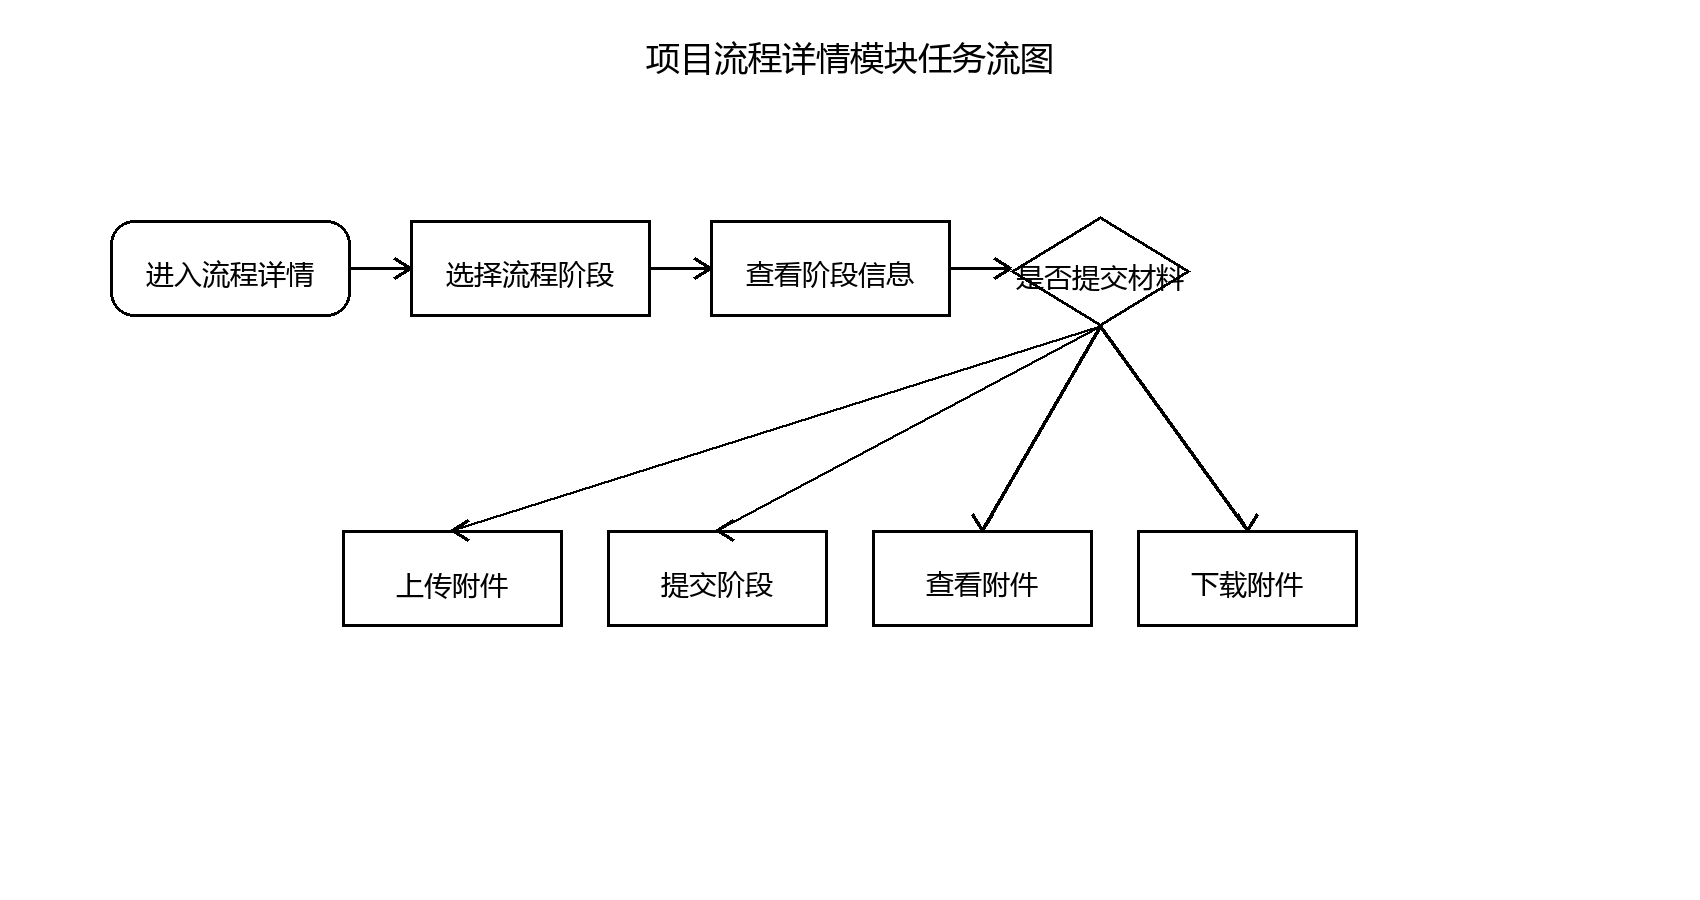 项目流程详情模块任务流图
进入流程详情
选择流程阶段
查看阶段信息
是否提交材料
上传附件
提交阶段
查看附件
下载附件